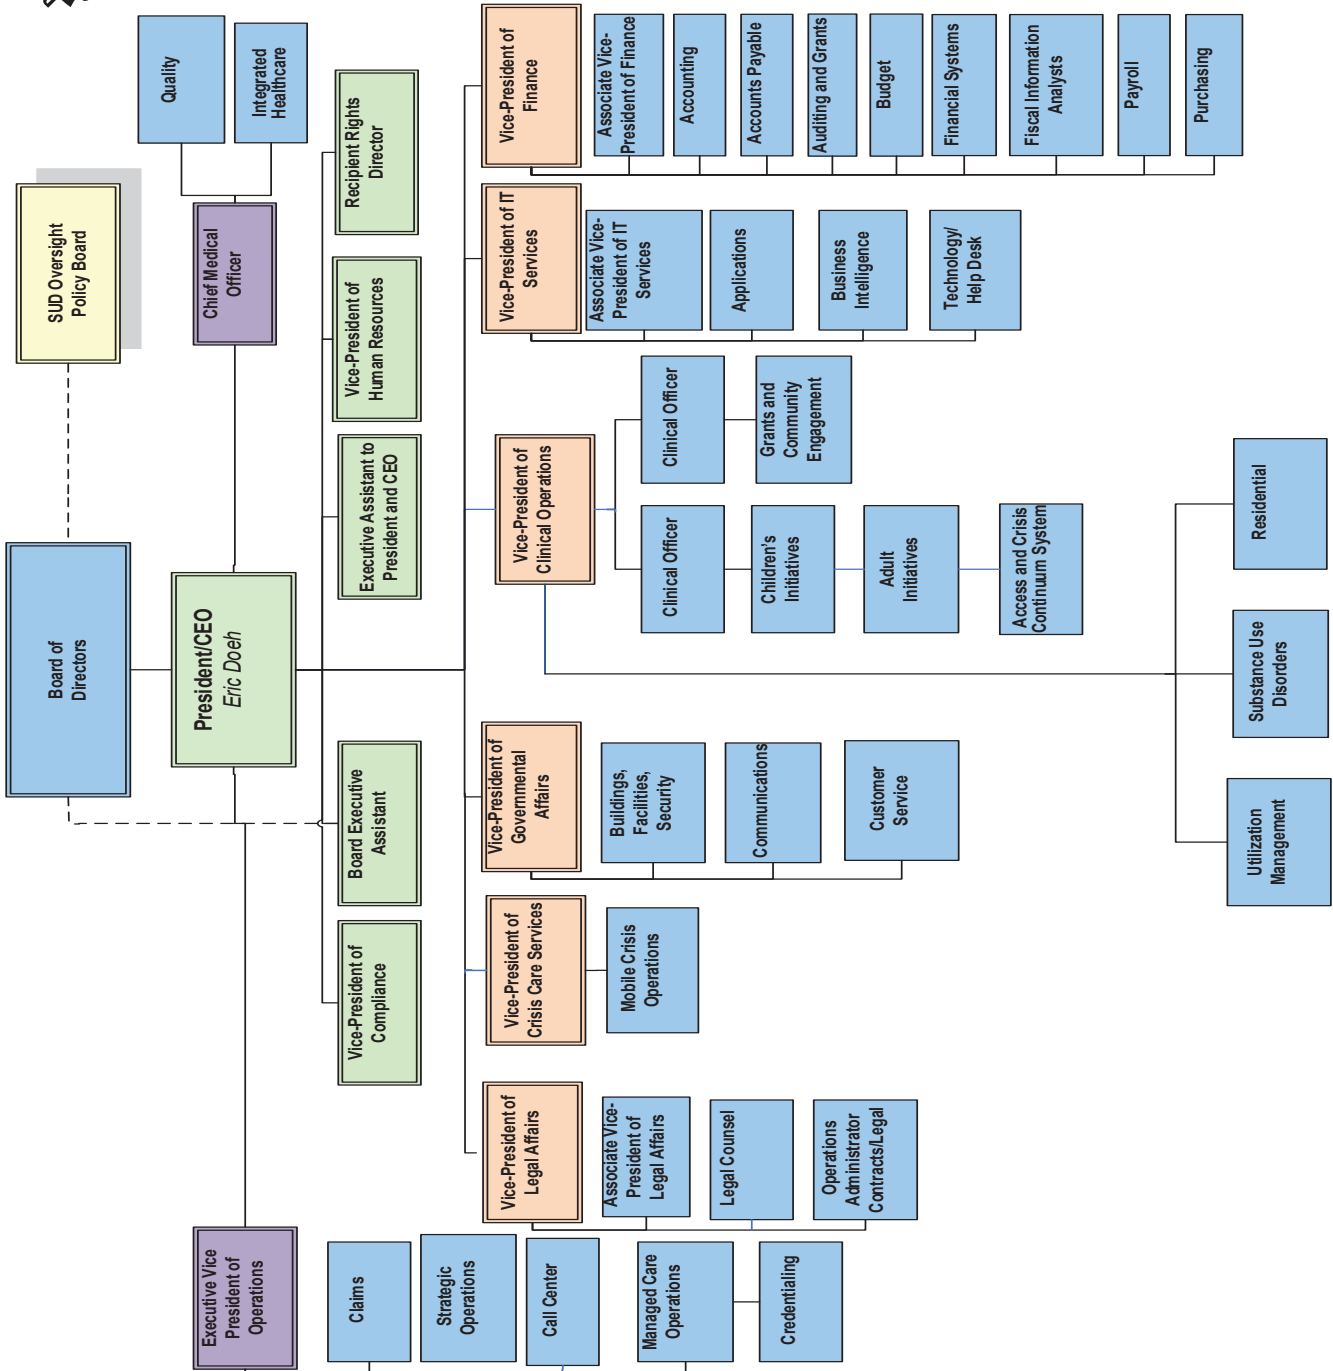 Board of
Directors
SUD Oversight
Policy Board
President/CEO
Eric Doeh
Executive Vice
President of
Operations
Chief Medical
Officer
Quality
Integrated
Healthcare
Vice-President of
Compliance
Board Executive
Assistant
Executive Assistant to
President and CEO
Vice-President of
Human Resources
Recipient Rights
Director
Claims
Strategic
Operations
Call Center
Managed Care
Operations
Credentialing
Vice-President of
Legal Affairs
Associate Vice-
President of
Legal Affairs
Legal Counsel
Operations
Administrator
Contracts/Legal
Vice-President of
Crisis Care Services
Mobile Crisis
Operations
Vice-President of
Governmental
Affairs
Buildings,
Facilities,
Security
Communications
Customer
Service
Vice-President of
Clinical Operations
Clinical Officer
Children's
Initiatives
Adult
Initiatives
Access and Crisis
Continuum System
Clinical Officer
Grants and
Community
Engagement
Utilization
Management
Substance Use
Disorders
Residential
Vice-President of IT
Services
Associate Vice-
President of IT
Services
Applications
Business
Intelligence
Technology/
Help Desk
Vice-President of
Finance
Associate Vice-
President of Finance
Accounting
Accounts Payable
Auditing and Grants
Budget
Financial Systems
Fiscal Information
Analysts
Payroll
Purchasing